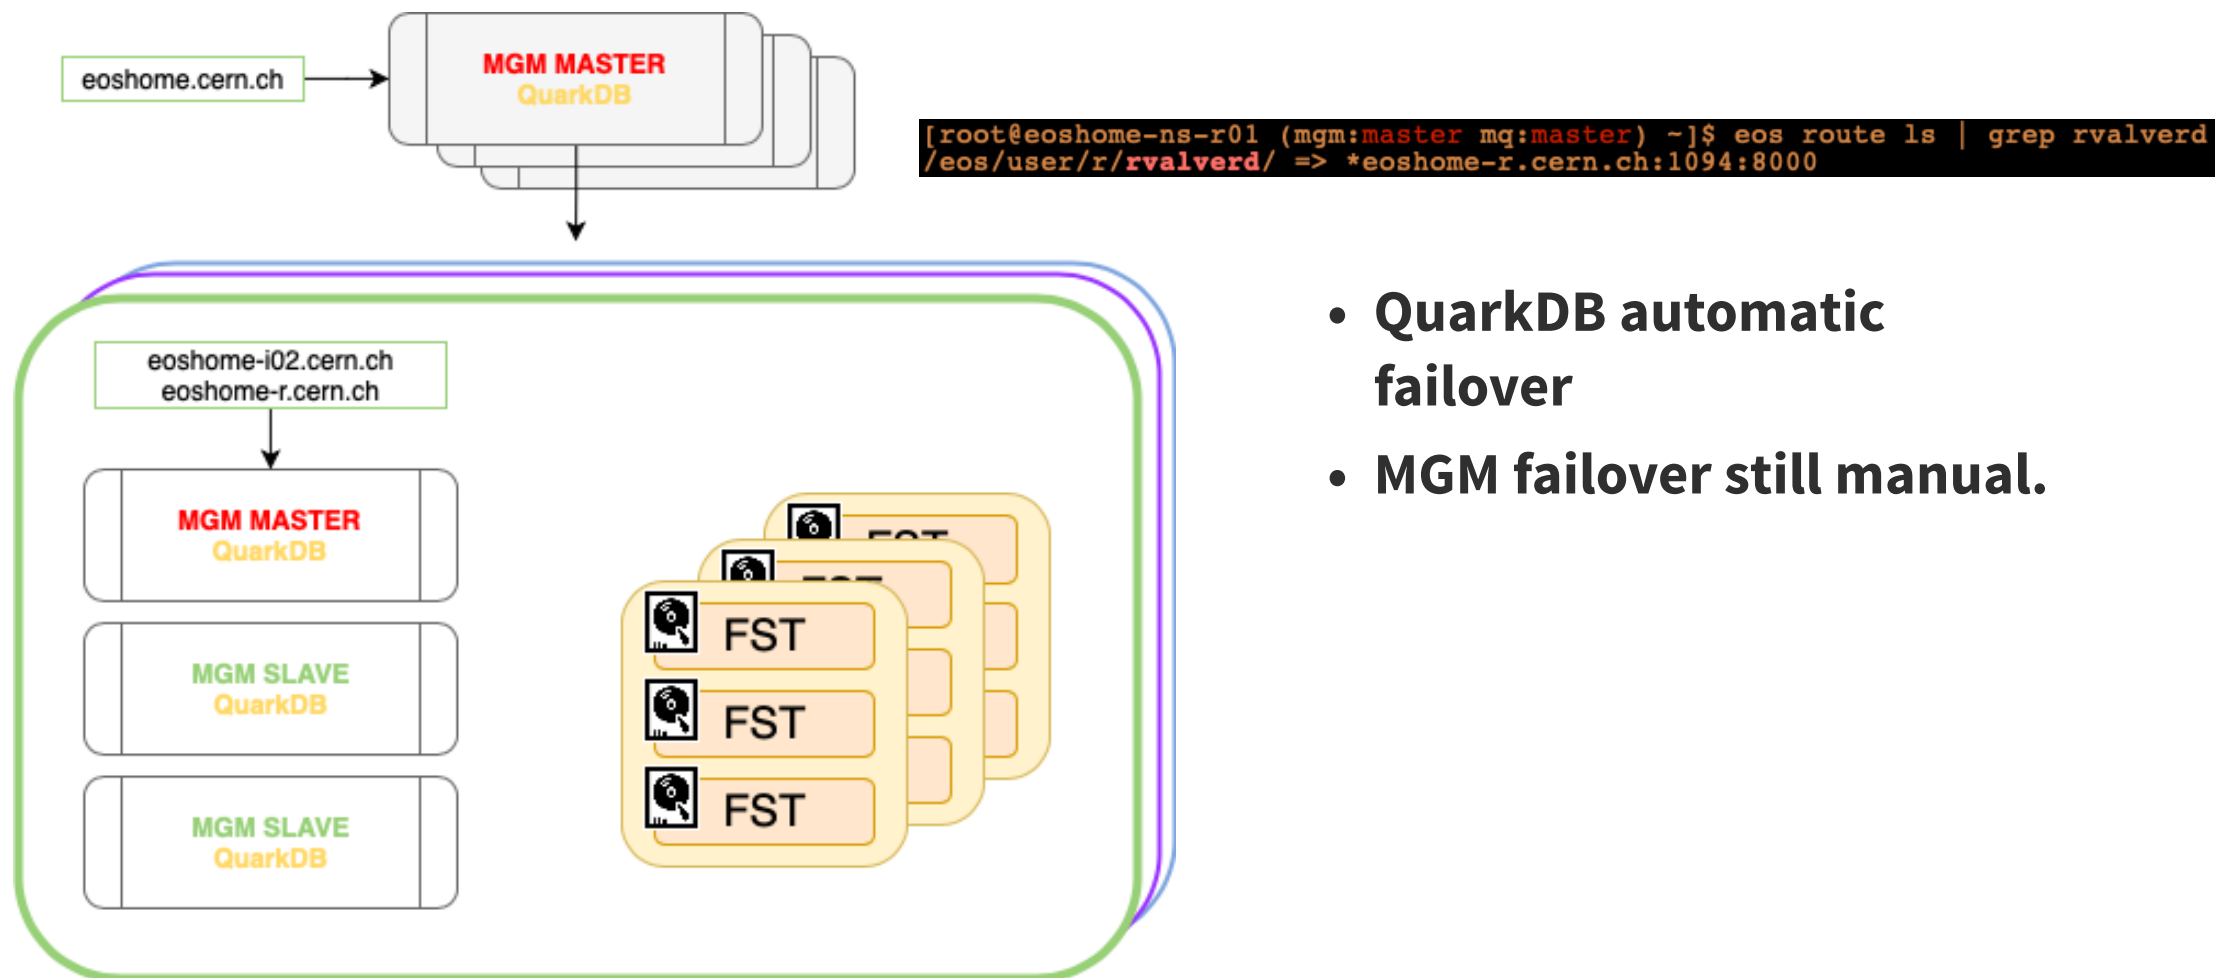 eoshome.cern.ch
MGM MASTER
QuarkDB
[root@eoshome-ns-r01 (mgm:master mq:master) ~]$ eos route ls | grep rvalverd
/eos/user/r/rvalverd/ => *eoshome-r.cern.ch:1094:8000
eoshome-i02.cern.ch
eoshome-r.cern.ch
MGM MASTER
QuarkDB
MGM SLAVE
QuarkDB
MGM SLAVE
QuarkDB
FST
FST
FST
FST
FST
• QuarkDB automatic
failover
• MGM failover still manual.